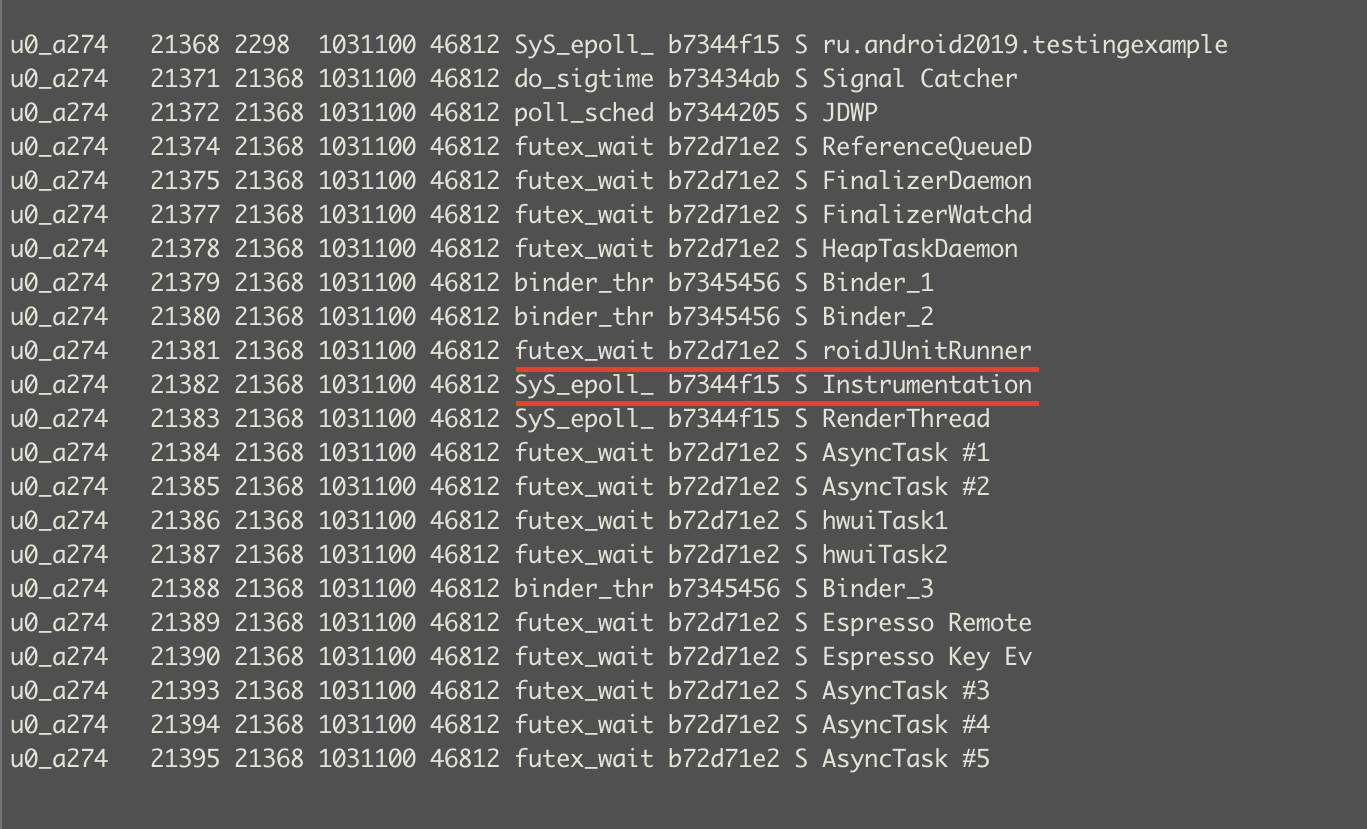 u0_a274 21368 2298 1031100 46812 SyS_epoll_ b7344f15 S ru.android2019.testingexample
u0_a274 21371 21368 1031100 46812 do_sigtime b73434ab S Signal Catcher
u0_a274 21372 21368 1031100 46812 poll_sched b7344205 S JDWP
u0_a274 21374 21368 1031100 46812 futex_wait b72d71e2 S ReferenceQueueD
u0_a274 21375 21368 1031100 46812 futex_wait b72d71e2 S FinalizerDaemon
u0_a274 21377 21368 1031100 46812 futex_wait b72d71e2 S FinalizerWatchd
u0_a274 21378 21368 1031100 46812 futex_wait b72d71e2 S HeapTaskDaemon
u0_a274 21379 21368 1031100 46812 binder_thr b7345456 S Binder_1
u0_a274 21380 21368 1031100 46812 binder_thr b7345456 S Binder_2
u0_a274 21381 21368 1031100 46812 futex_wait b72d71e2 S roidJUnitRunner
u0_a274 21382 21368 1031100 46812 SyS_epoll_ b7344f15 S Instrumentation
u0_a274 21383 21368 1031100 46812 SyS_epoll_ b7344f15 S RenderThread
u0_a274 21384 21368 1031100 46812 futex_wait b72d71e2 S AsyncTask #1
u0_a274 21385 21368 1031100 46812 futex_wait b72d71e2 S AsyncTask #2
u0_a274 21386 21368 1031100 46812 futex_wait b72d71e2 S hwuiTask1
u0_a274 21387 21368 1031100 46812 futex_wait b72d71e2 S hwuiTask2
u0_a274 21388 21368 1031100 46812 binder_thr b7345456 S Binder_3
u0_a274 21389 21368 1031100 46812 futex_wait b72d71e2 S Espresso Remote
u0_a274 21390 21368 1031100 46812 futex_wait b72d71e2 S Espresso Key Ev
u0_a274 21393 21368 1031100 46812 futex_wait b72d71e2 S AsyncTask #3
u0_a274 21394 21368 1031100 46812 futex_wait b72d71e2 S AsyncTask #4
u0_a274 21395 21368 1031100 46812 futex_wait b72d71e2 S AsyncTask #5